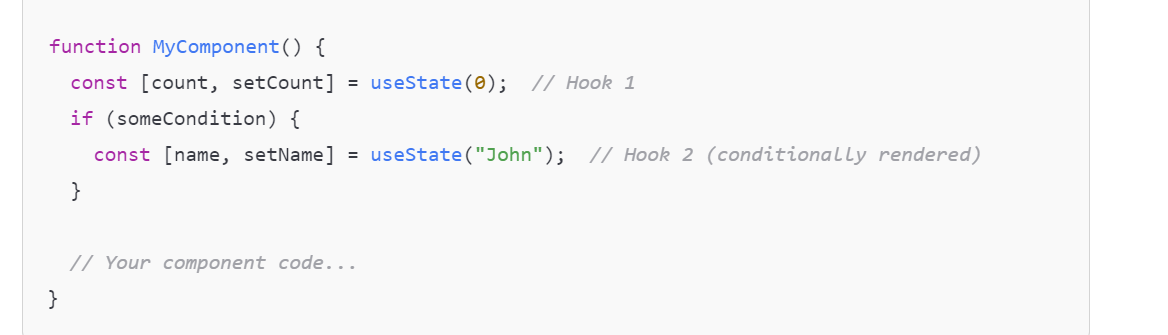 function MyComponent() {
  const [count, setCount] = useState(0);  // Hook 1
  if (someCondition) {
    const [name, setName] = useState("John");  // Hook 2 (conditionally rendered)
  }

  // Your component code...
}